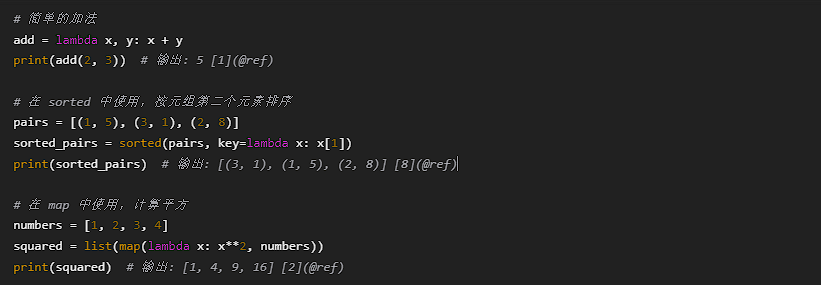 # 简单的加法
add = lambda x, y: x + y
print(add(2, 3))  # 输出: 5 [1](@ref)
# 在 sorted 中使用，按元组第二个元素排序
pairs = [(1, 5), (3, 1), (2, 8)]
sorted_pairs = sorted(pairs, key=lambda x: x[1])
print(sorted_pairs)  # 输出: [(3, 1), (1, 5), (2, 8)] [8](@ref)
# 在 map 中使用，计算平方
numbers = [1, 2, 3, 4]
squared = list(map(lambda x: x**2, numbers))
print(squared)  # 输出: [1, 4, 9, 16] [2](@ref)